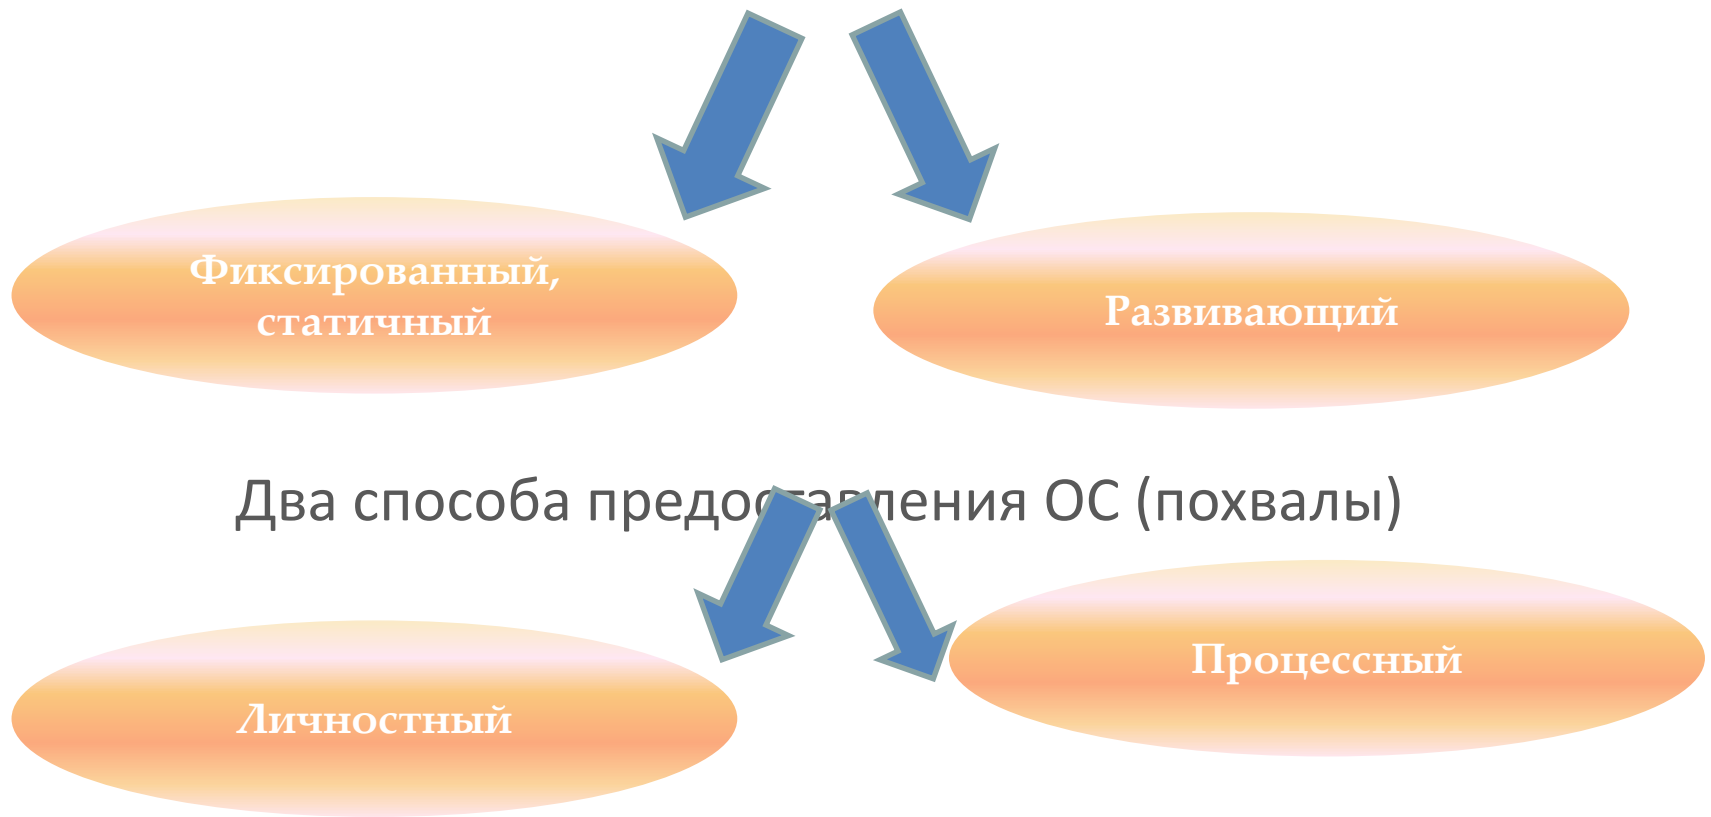 Фиксированный,
статичный
Развивающий
Два способа предоставления ОС (похвалы)
Процессный
Личностный